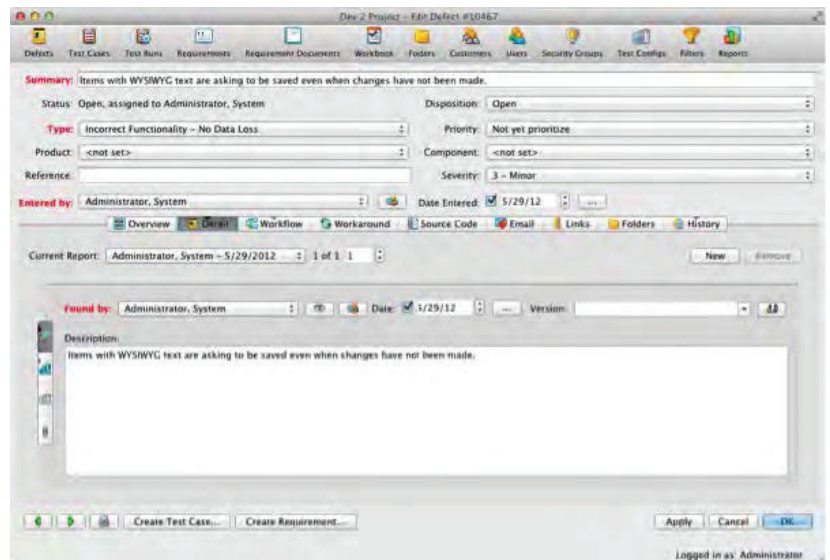 Dev 2 Project – Edit Defect #10467
Defects Test Cases Test Runs Requirements Requirement Documents Workbook Folders Customers Users Security Groups Test Configs Filters Reports
Summary: Items with WYSIWYG text are asking to be saved even when changes have not been made.
Status: Open, assigned to Administrator, System Disposition: Open
Type: Incorrect Functionality – No Data Loss Priority: Not yet prioritize
Product: <not set> Component: <not set>
Reference: Severity: 3 – Minor
Entered by: Administrator, System Date Entered: 5/29/12 ...
Overview Detail Workflow Workaround Source Code Email Links Folders History
Current Report: Administrator, System – 5/29/2012 1 of 1 1 New Remove
Found by: Administrator, System Date: 5/29/12 ... Version:
Description:
Items with WYSIWYG text are asking to be saved even when changes have not been made.
Create Test Case... Create Requirement... Apply Cancel OK
Logged in as: Administrator